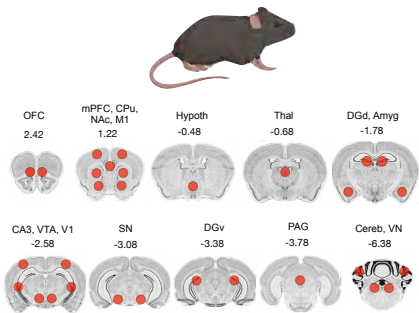 OFC
2.42
mPFC, CPu,
NAc, M1
1.22
Hypoth
-0.48
Thal
-0.68
DGd, Amyg
-1.78
CA3, VTA, V1
-2.58
SN
-3.08
DGv
-3.38
PAG
-3.78
Cereb, VN
-6.38